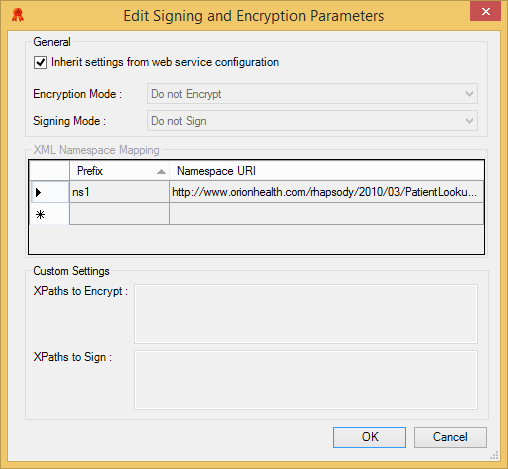 Edit Signing and Encryption Parameters
General
Inherit settings from web service configuration
Encryption Mode :
Do not Encrypt
Signing Mode :
Do not Sign
XML Namespace Mapping
Prefix Namespace URI
ns1 http://www.orionhealth.com/rhapsody/2010/03/PatientLooku...
Custom Settings
XPaths to Encrypt :
XPaths to Sign :
OK Cancel